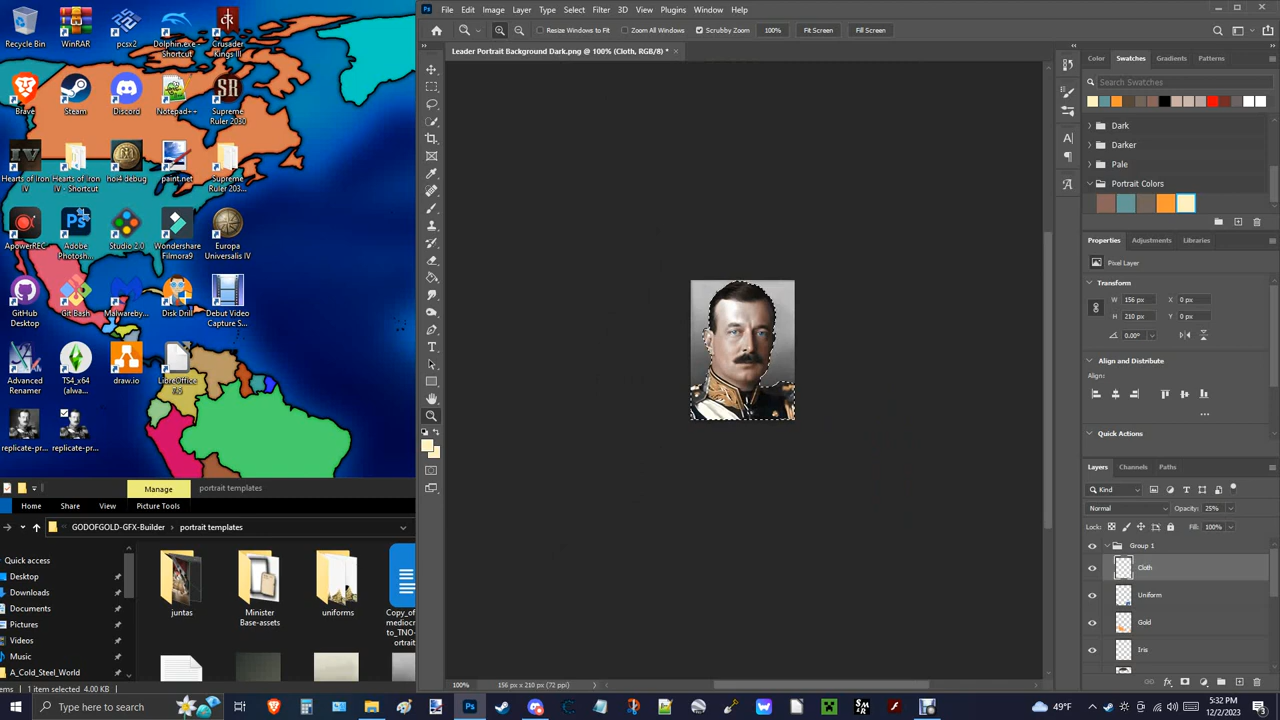 File Edit Image Layer Type Select Filter 3D View Plugins Window Help
Resize Windows to Fit Zoom All Windows Scrubby Zoom 100% Fit Screen Fill Screen
Leader Portrait Background Dark.png @ 100% (Cloth, RGB/8) *
Recycle Bin WinRAR pcsx2 Dolphin.exe - Shortcut Crusader Kings III
Brave Steam Discord Notepad++ Supreme Ruler 2030
Hearts of Iron IV Hearts of Iron IV - Shortcut hoi4 debug paint.net Supreme Ruler 203...
ApowerREC Adobe Photosh... Studio 2.0 Wondershare Filmora9 Europa Universalis IV
GitHub Desktop Git Bash Malwareby... Disk Drill Debut Video Capture S...
Advanced Renamer TS4_x64 (alwa... draw.io LibreOffice 7.5
replicate-pr... replicate-pr...
Manage portrait templates
Home Share View Picture Tools
GODOFGOLD-GFX-Builder portrait templates
Quick access
Desktop
Downloads
Documents
Pictures
Videos
Music
A_Cold_Steel_World
juntas Minister Base-assets uniforms Copy_of mediocr to_TNO- ortrait
1 item selected 4.00 KB
100% 156 px x 210 px (72 ppi)
Color Swatches Gradients Patterns
Search Swatches
Dark
Darker
Pale
Portrait Colors
Properties Adjustments Libraries
Pixel Layer
Transform
W 156 px X 0 px
H 210 px Y 0 px
0.00°
Align and Distribute
Align:
Quick Actions
Layers Channels Paths
Kind
Normal Opacity: 25%
Lock: Fill: 100%
Group 1
Cloth
Uniform
Gold
Iris
Type here to search
49°F
5:32 PM
12/2/2023